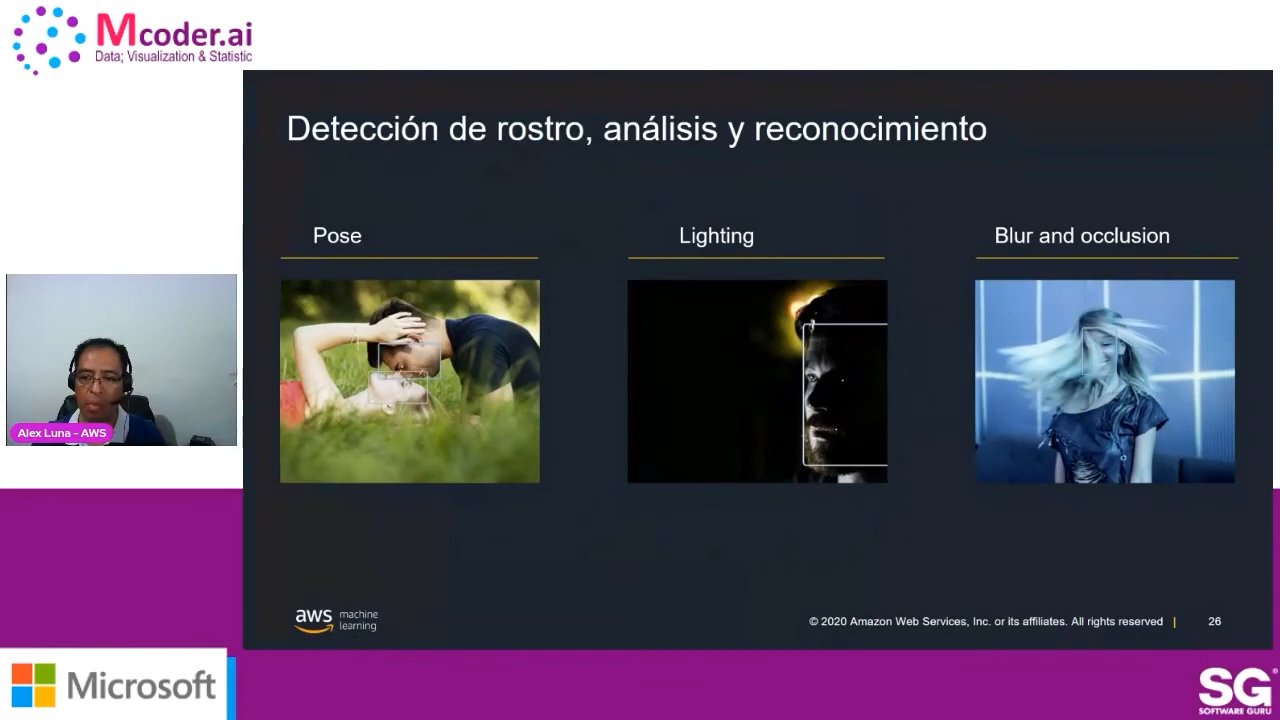 Mcoder.ai
Data; Visualization & Statistic
Detección de rostro, análisis y reconocimiento
Pose
Lighting
Blur and occlusion
Alex Luna – AWS
aws machine learning
© 2020 Amazon Web Services, Inc. or its affiliates. All rights reserved | 26
Microsoft
SG
SOFTWARE GURU